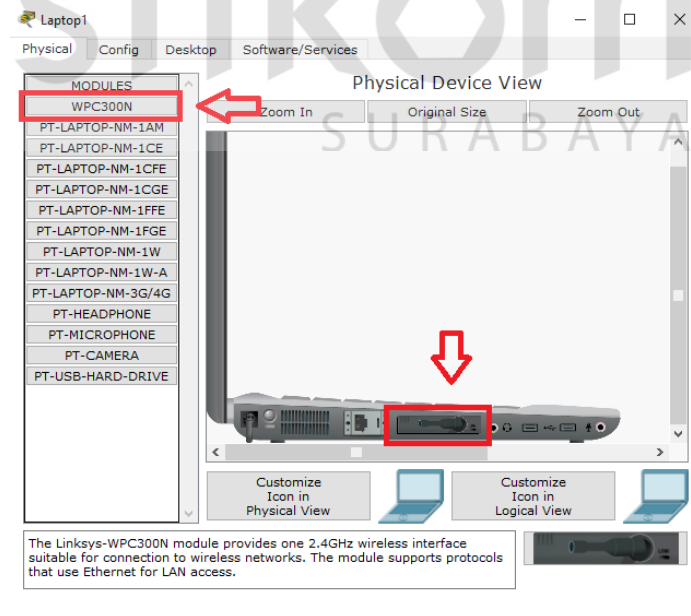 Laptop1
Physical Config Desktop Software/Services
MODULES
WPC300N
PT-LAPTOP-NM-1AM
PT-LAPTOP-NM-1CE
PT-LAPTOP-NM-1CFE
PT-LAPTOP-NM-1CGE
PT-LAPTOP-NM-1FFE
PT-LAPTOP-NM-1FGE
PT-LAPTOP-NM-1W
PT-LAPTOP-NM-1W-A
PT-LAPTOP-NM-3G/4G
PT-HEADPHONE
PT-MICROPHONE
PT-CAMERA
PT-USB-HARD-DRIVE
Physical Device View
Zoom In Original Size Zoom Out
SURABAYA
Customize
Icon in
Physical View
Customize
Icon in
Logical View
The Linksys-WPC300N module provides one 2.4GHz wireless interface
suitable for connection to wireless networks. The module supports protocols
that use Ethernet for LAN access.